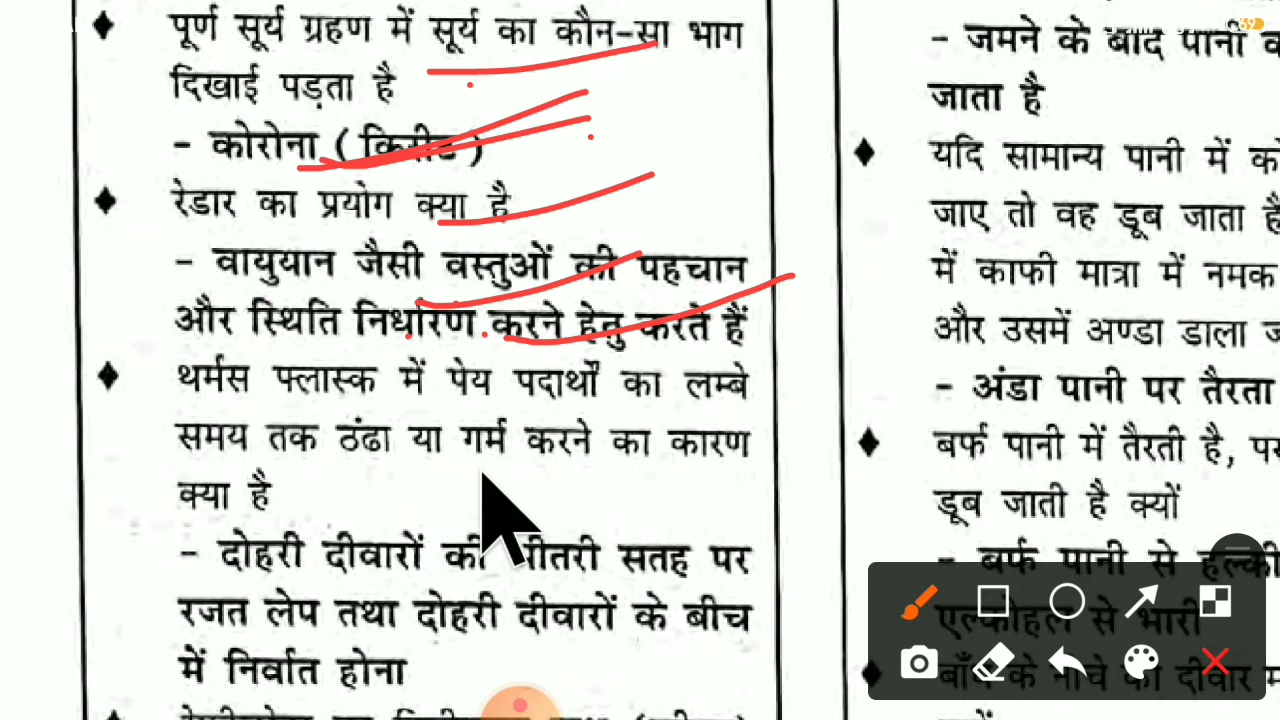 पूर्ण सूर्य ग्रहण में सूर्य का कौन-सा भाग
दिखाई पड़ता है
- कोरोना ( किरीट )
रेडार का प्रयोग क्या है
- वायुयान जैसी वस्तुओं की पहचान
और स्थिति निर्धारण करने हेतु करते हैं
थर्मस फ्लास्क में पेय पदार्थों का लम्बे
समय तक ठंढा या गर्म करने का कारण
क्या है
- दोहरी दीवारों की भीतरी सतह पर
रजत लेप तथा दोहरी दीवारों के बीच
में निर्वात होना
- जमने के बाद पानी
जाता है
यदि सामान्य पानी में
जाए तो वह डूब जाता है
में काफी मात्रा में नमक
और उसमें अण्डा डाला
- अंडा पानी पर तैरता
बर्फ पानी में तैरती है,
डूब जाती है क्यों
- बर्फ पानी से हल्की
एल्कोहल से भारी
बाँध के नीचे की दीवार
69